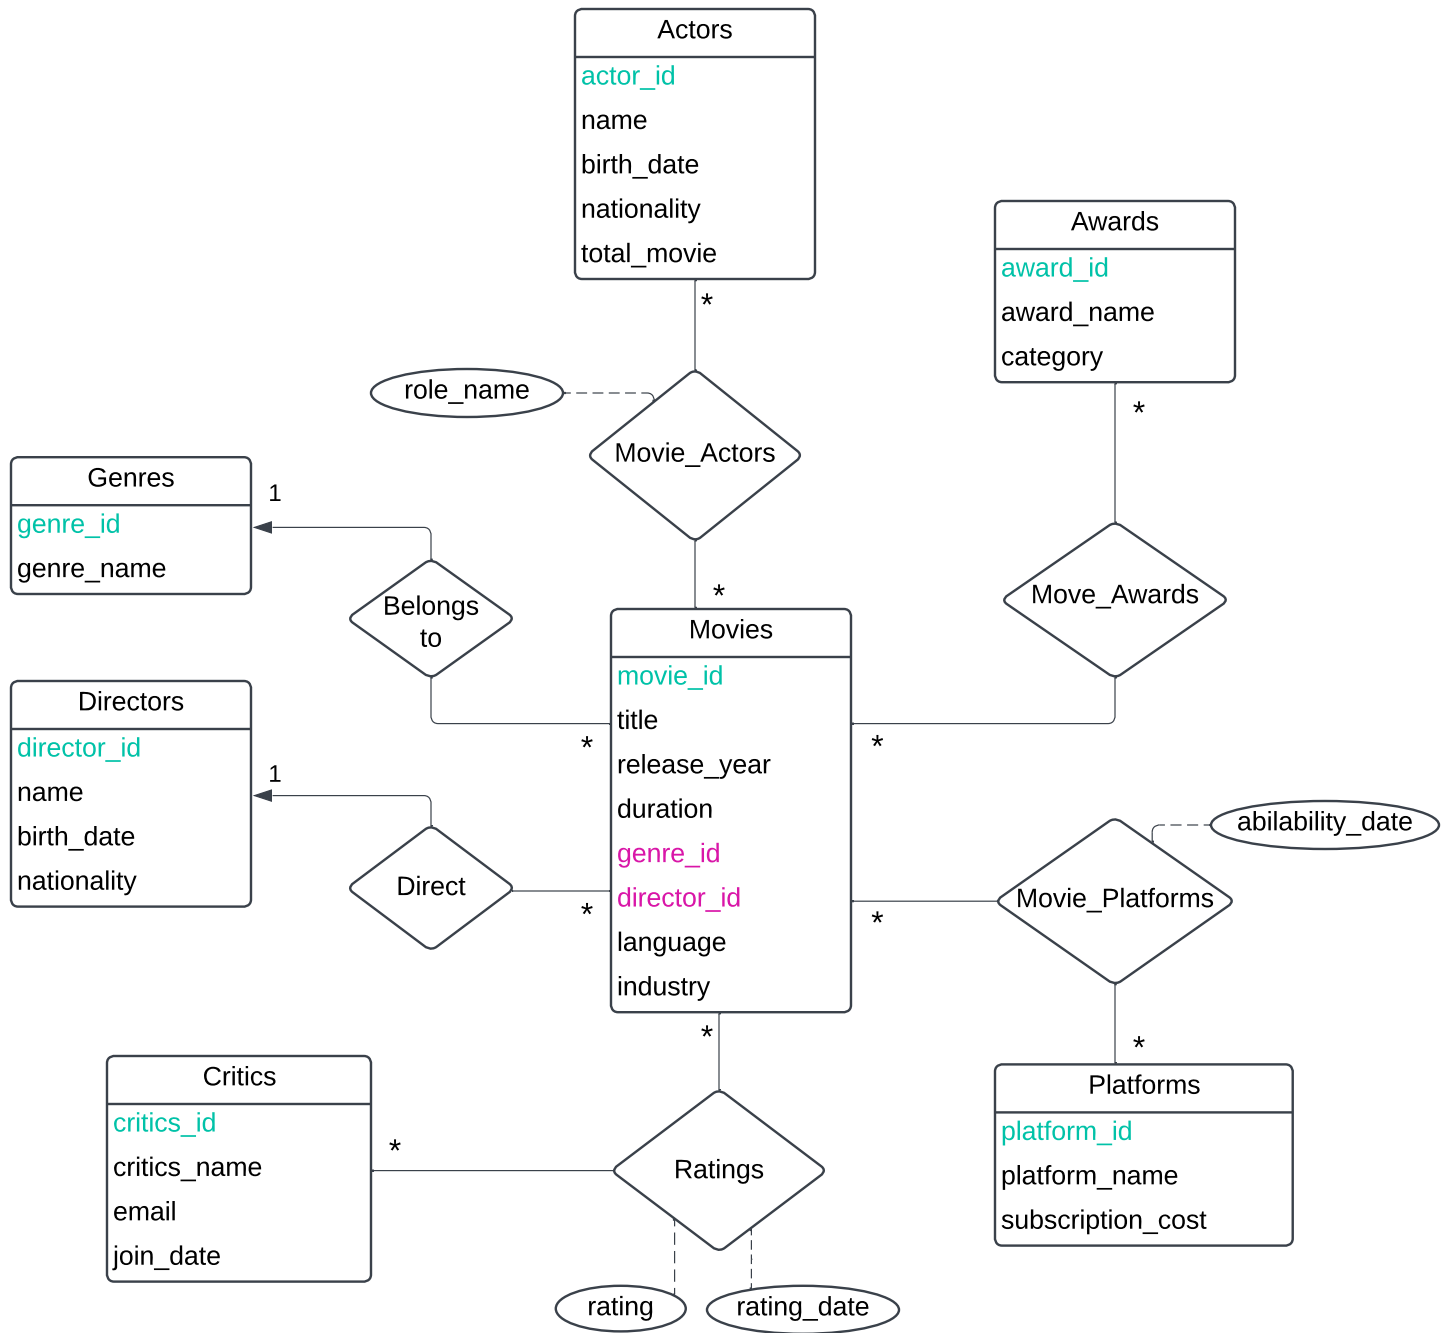 Actors
actor_id
name
birth_date
nationality
total_movie
*
Awards
award_id
award_name
category
*
role_name
Movie_Actors
*
Genres
genre_id
genre_name
1
Belongs
to
*
Move_Awards
*
Directors
director_id
name
birth_date
nationality
1
Direct
*
Movies
movie_id
title
release_year
duration
genre_id
director_id
language
industry
*
abilability_date
Movie_Platforms
*
*
Platforms
platform_id
platform_name
subscription_cost
Critics
critics_id
critics_name
email
join_date
*
Ratings
rating
rating_date